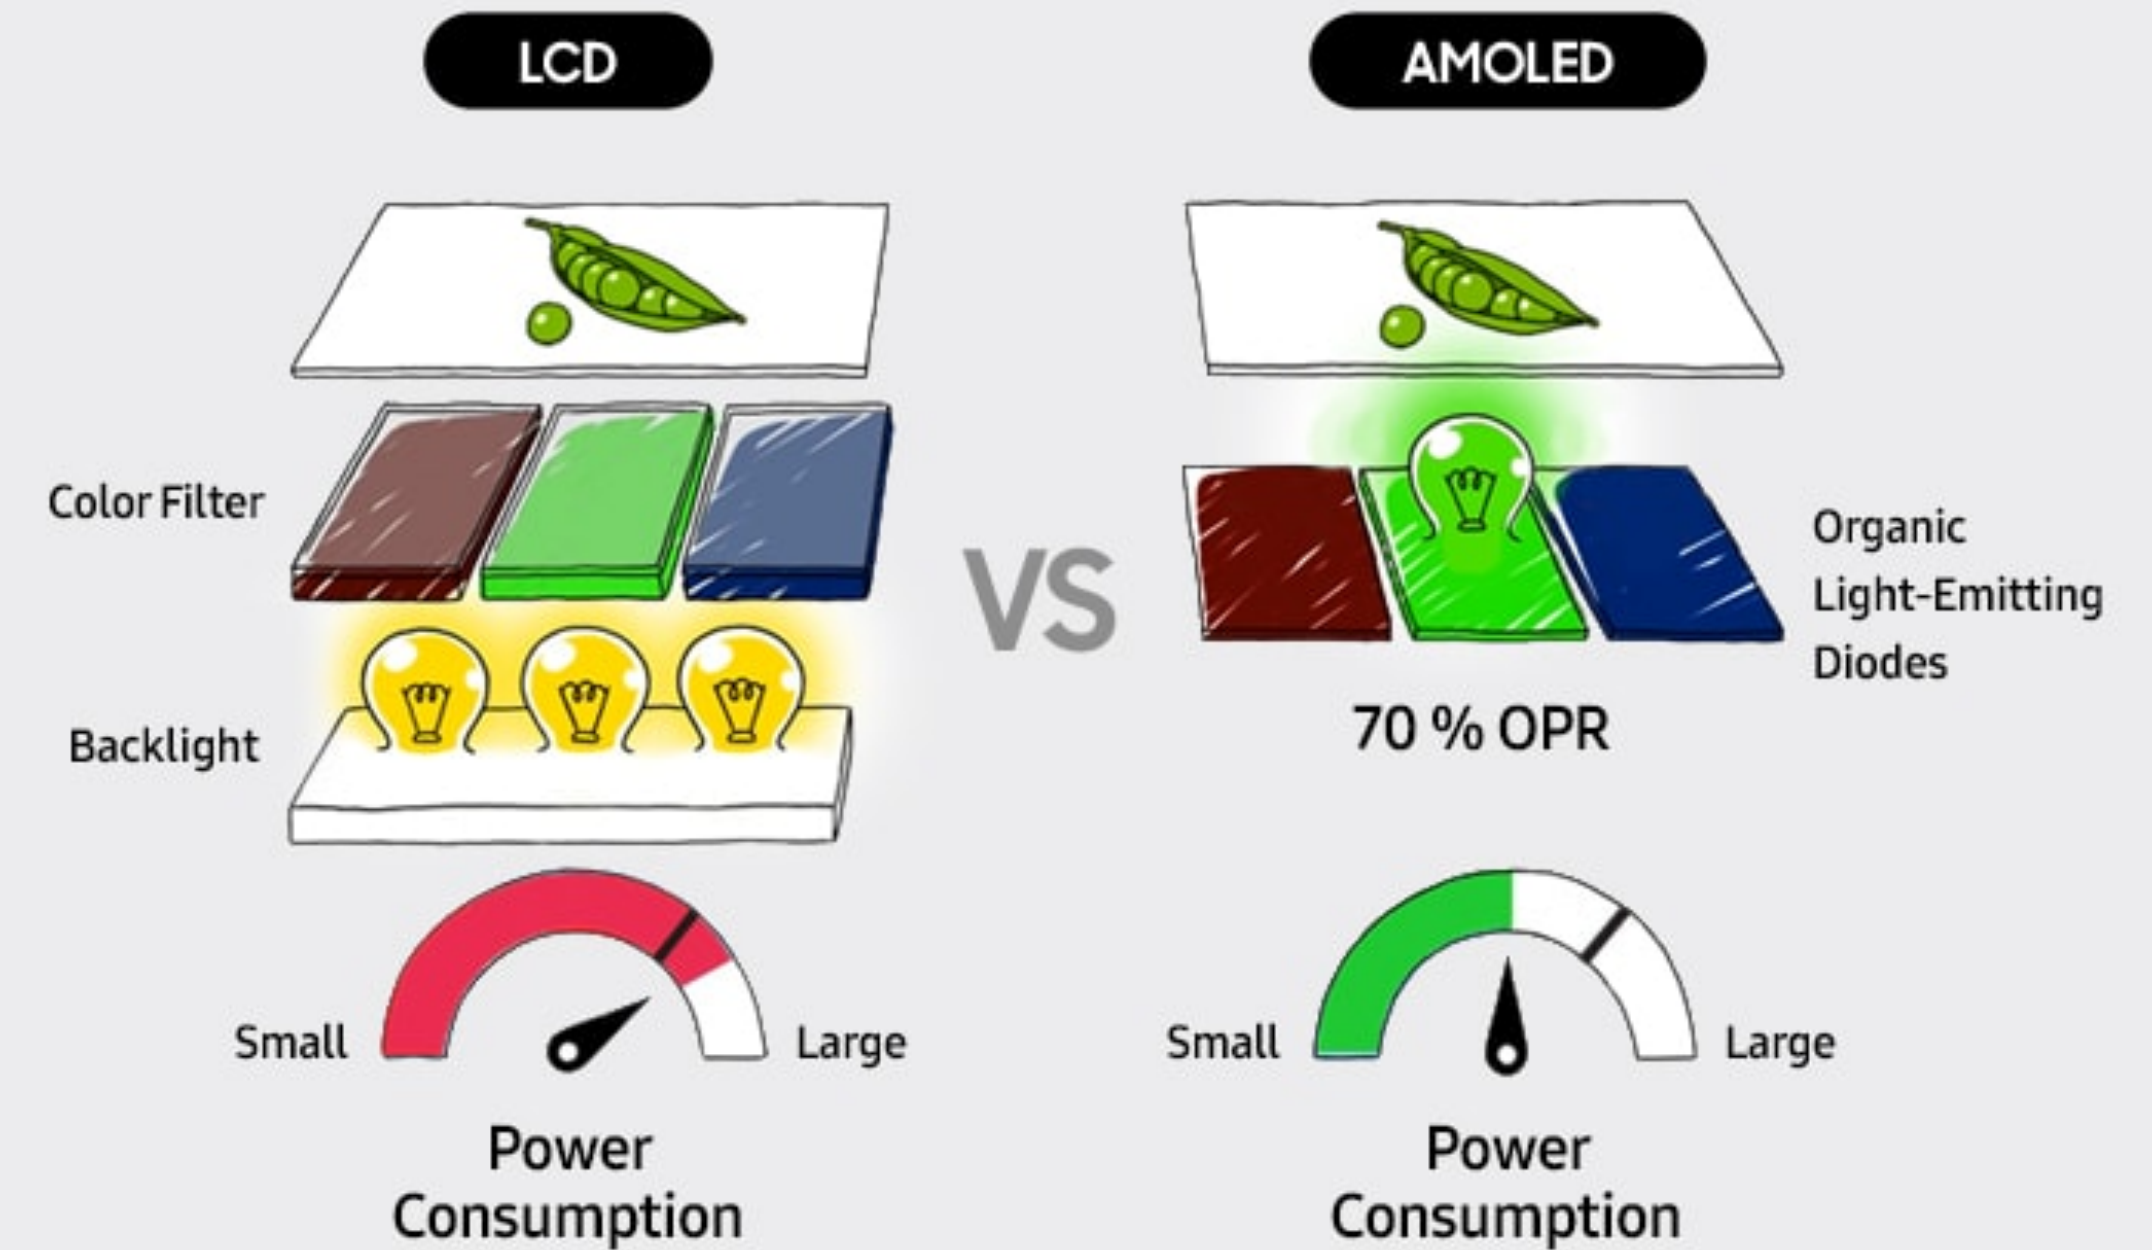 LCD
AMOLED
Color Filter
Backlight
VS
Organic
Light-Emitting
Diodes
70 % OPR
Small
Large
Power
Consumption
Small
Large
Power
Consumption